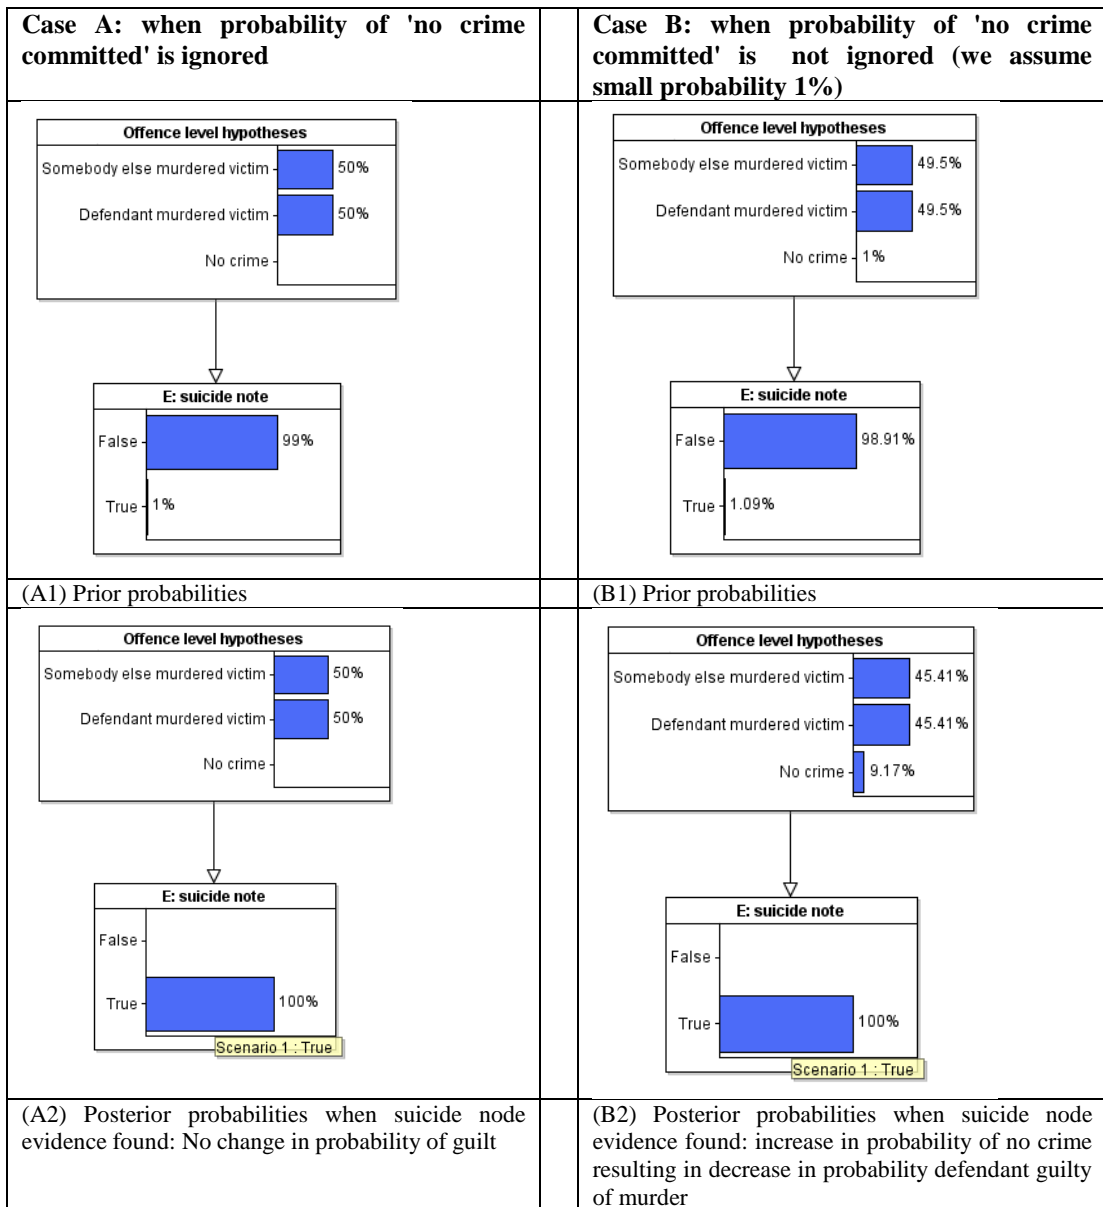 Case A: when probability of 'no crime
committed' is ignored
Case B: when probability of 'no crime
committed' is not ignored (we assume
small probability 1%)
Offence level hypotheses
Somebody else murdered victim 50%
Defendant murdered victim 50%
No crime
E: suicide note
False 99%
True 1%
Offence level hypotheses
Somebody else murdered victim 49.5%
Defendant murdered victim 49.5%
No crime 1%
E: suicide note
False 98.91%
True 1.09%
(A1) Prior probabilities
(B1) Prior probabilities
Offence level hypotheses
Somebody else murdered victim 50%
Defendant murdered victim 50%
No crime
E: suicide note
False
True 100%
Scenario 1 : True
Offence level hypotheses
Somebody else murdered victim 45.41%
Defendant murdered victim 45.41%
No crime 9.17%
E: suicide note
False
True 100%
Scenario 1 : True
(A2) Posterior probabilities when suicide node
evidence found: No change in probability of guilt
(B2) Posterior probabilities when suicide node
evidence found: increase in probability of no crime
resulting in decrease in probability defendant guilty
of murder